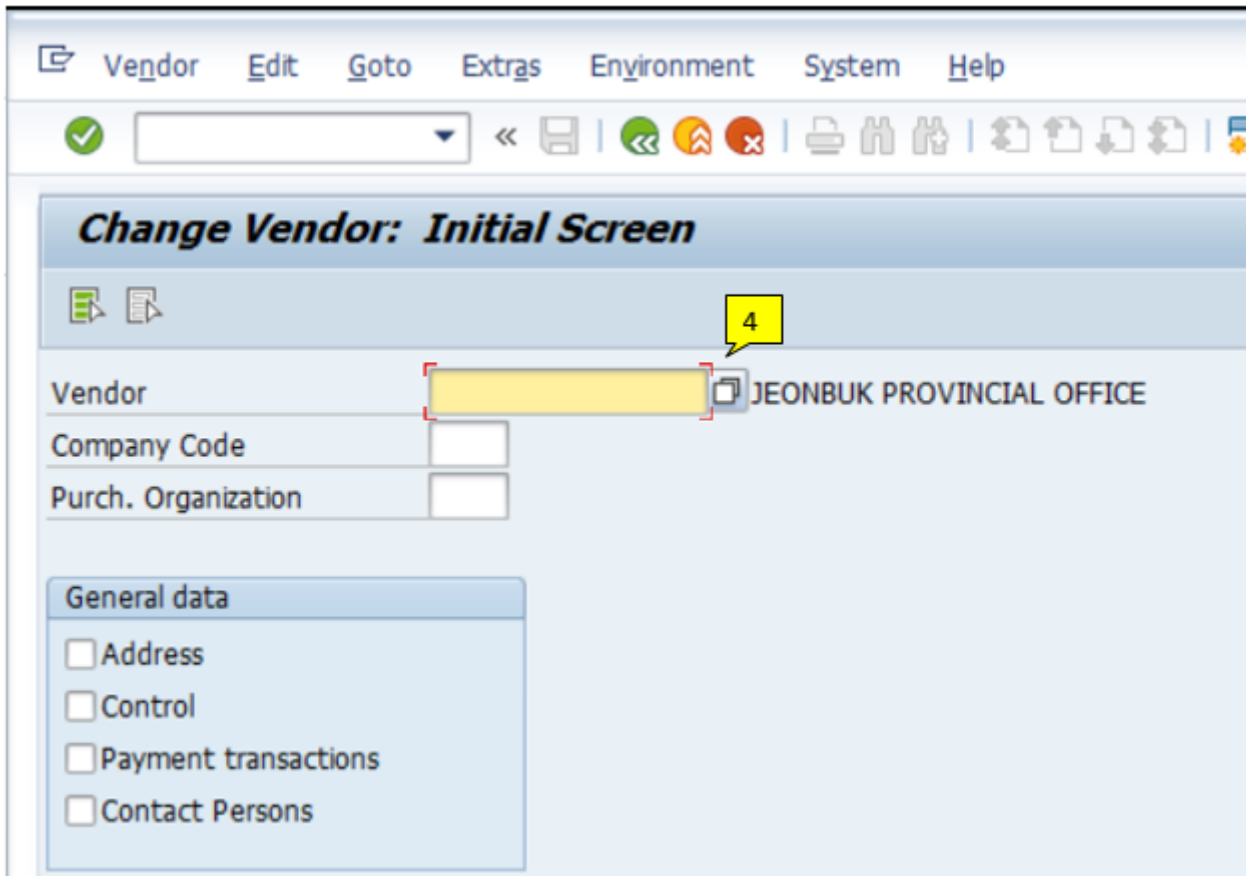 Vendor Edit Goto Extras Environment System Help
Change Vendor: Initial Screen
4
Vendor JEONBUK PROVINCIAL OFFICE
Company Code
Purch. Organization
General data
Address
Control
Payment transactions
Contact Persons